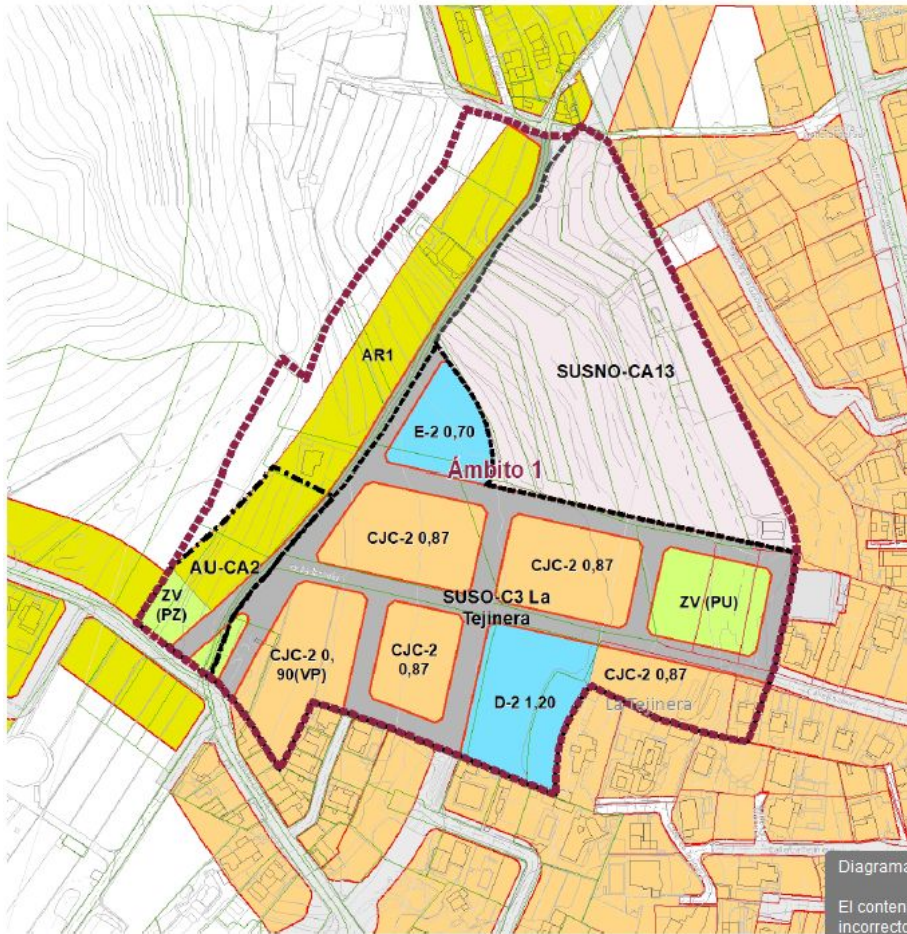 AR1
SUSNO-CA13
E-2 0,70
Ámbito 1
CJC-2 0,87
CJC-2 0,87
AU-CA2
ZV
(PZ)
SUSO-C3 La
Tejinera
ZV (PU)
CJC-2 0,
90(VP)
CJC-2
0,87
D-2 1,20
CJC-2 0,87
La Tejinera
Diagrama
El conten
incorrecto